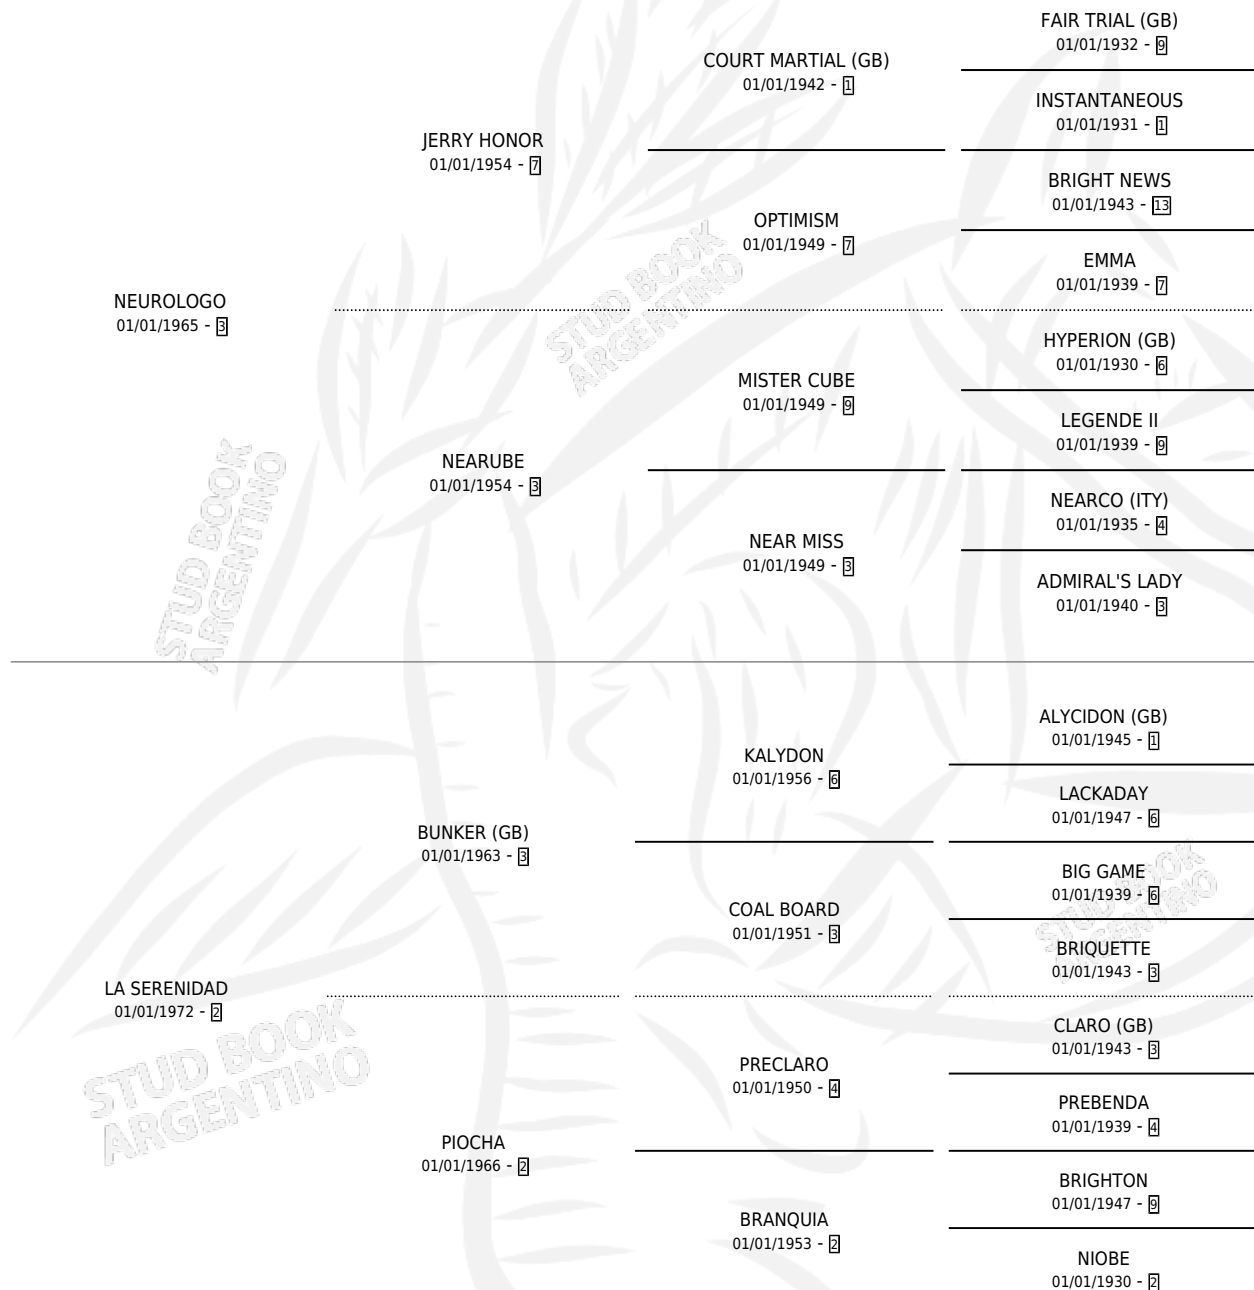 FAIR TRIAL (GB)
01/01/1932 - 9
COURT MARTIAL (GB)
01/01/1942 - 1
INSTANTANEOUS
01/01/1931 - 1
JERRY HONOR
01/01/1954 - 7
BRIGHT NEWS
01/01/1943 - 13
OPTIMISM
01/01/1949 - 7
EMMA
01/01/1939 - 7
NEUROLOGO
01/01/1965 - 3
HYPERION (GB)
01/01/1930 - 6
MISTER CUBE
01/01/1949 - 9
LEGENDE II
01/01/1939 - 9
NEARUBE
01/01/1954 - 3
NEARCO (ITY)
01/01/1935 - 4
NEAR MISS
01/01/1949 - 3
ADMIRAL'S LADY
01/01/1940 - 3
ALYCIDON (GB)
01/01/1945 - 1
KALYDON
01/01/1956 - 6
LACKADAY
01/01/1947 - 6
BUNKER (GB)
01/01/1963 - 3
BIG GAME
01/01/1939 - 6
COAL BOARD
01/01/1951 - 3
BRIQUETTE
01/01/1943 - 3
LA SERENIDAD
01/01/1972 - 2
CLARO (GB)
01/01/1943 - 3
PRECLARO
01/01/1950 - 4
PREBENDA
01/01/1939 - 4
PIOCHA
01/01/1966 - 2
BRIGHTON
01/01/1947 - 9
BRANQUIA
01/01/1953 - 2
NIOBE
01/01/1930 - 2
STUD BOOK
ARGENTINO
STUD BOOK
ARGENTINO
STUD BOOK
ARGENTINO
STUD BOOK
ARGENTINO